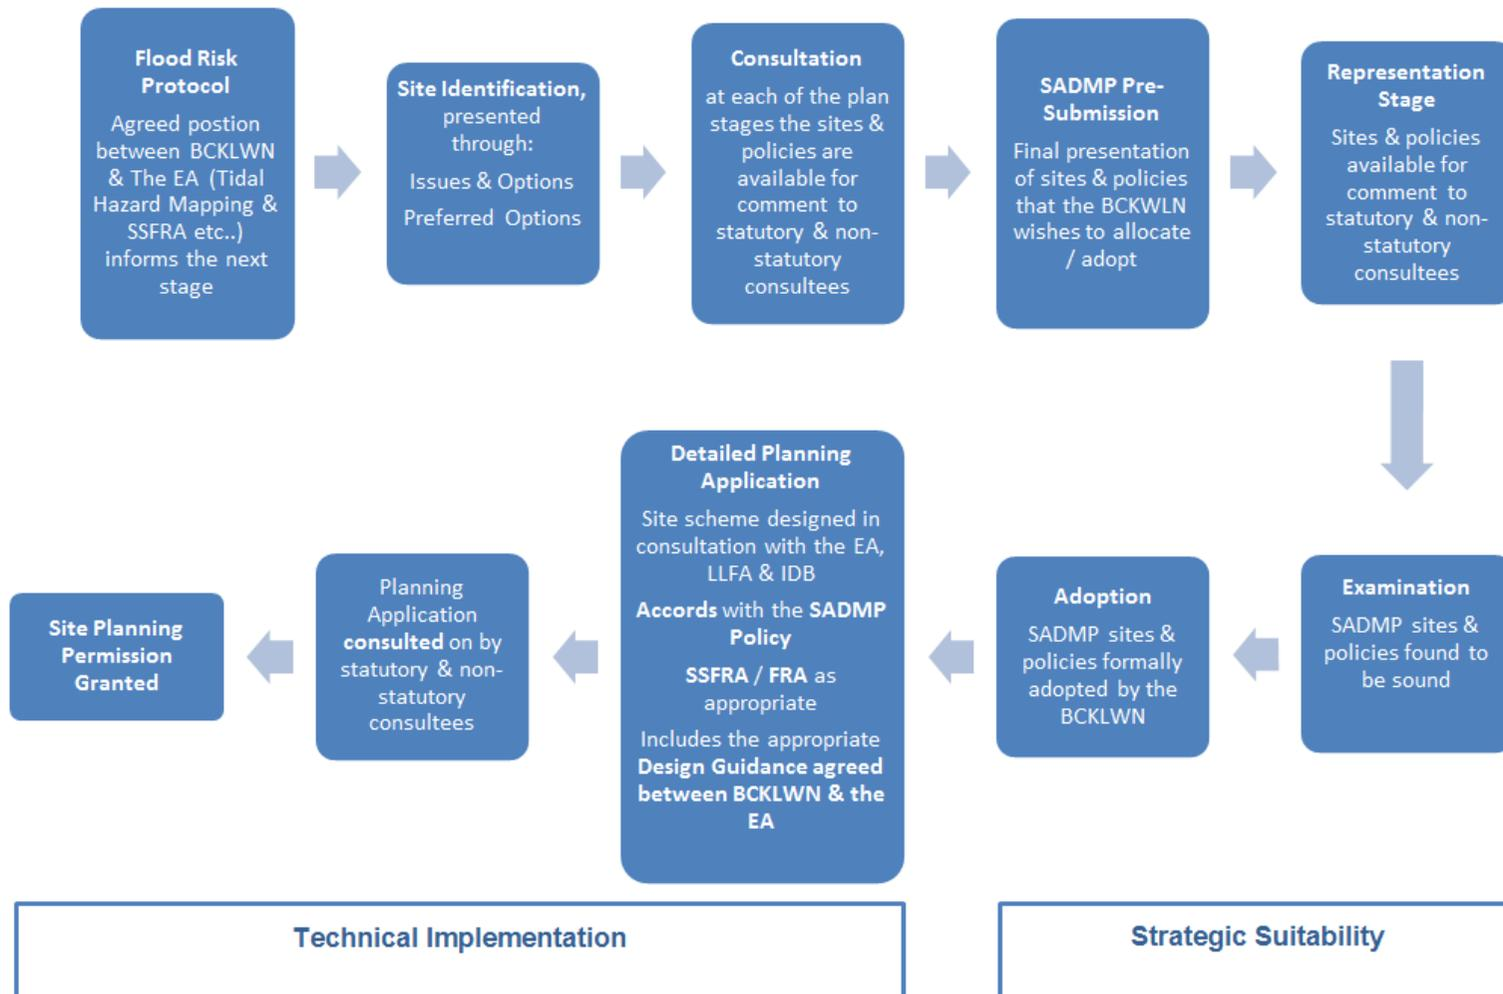 Flood Risk
Protocol
Agreed postion
between BCKLWN
& The EA (Tidal
Hazard Mapping &
SSFRA etc..)
informs the next
stage
Site Identification,
presented
through:
Issues & Options
Preferred Options
Consultation
at each of the plan
stages the sites &
policies are
available for
comment to
statutory & non-
statutory
consultees
SADMP Pre-
Submission
Final presentation
of sites & policies
that the BCKWLN
wishes to allocate
/ adopt
Representation
Stage
Sites & policies
available for
comment to
statutory & non-
statutory
consultees
Examination
SADMP sites &
policies found to
be sound
Adoption
SADMP sites &
policies formally
adopted by the
BCKLWN
Detailed Planning
Application
Site scheme designed in
consultation with the EA,
LLFA & IDB
Accords with the SADMP
Policy
SSFRA / FRA as
appropriate
Includes the appropriate
Design Guidance agreed
between BCKLWN & the
EA
Planning
Application
consulted on by
statutory & non-
statutory
consultees
Site Planning
Permission
Granted
Technical Implementation
Strategic Suitability